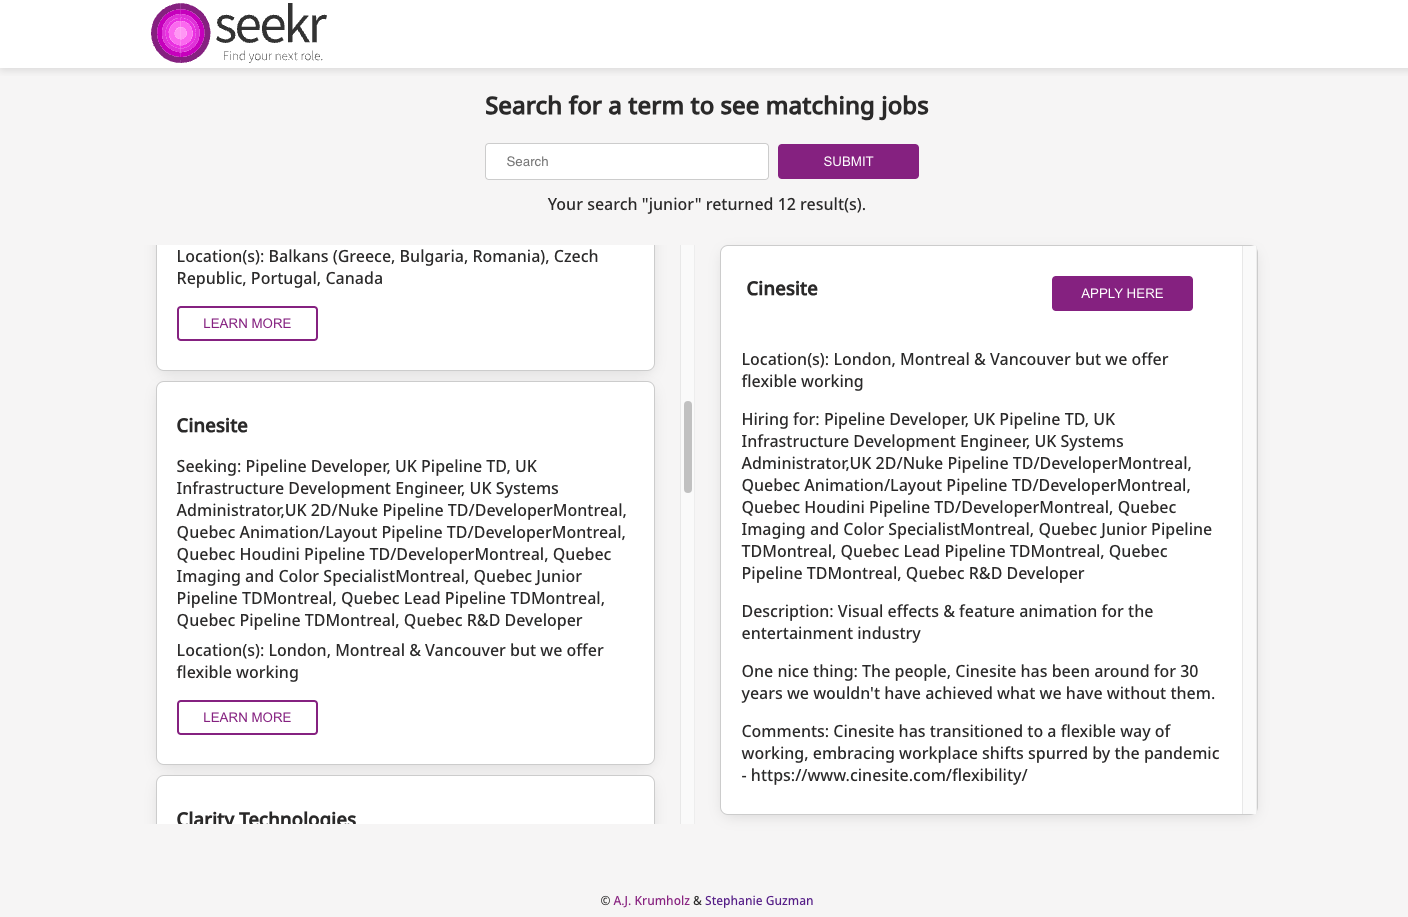 seekr
Find your next role.
Search for a term to see matching jobs
Search
SUBMIT
Your search "junior" returned 12 result(s).
Location(s): Balkans (Greece, Bulgaria, Romania), Czech
Republic, Portugal, Canada
LEARN MORE
Cinesite
Seeking: Pipeline Developer, UK Pipeline TD, UK
Infrastructure Development Engineer, UK Systems
Administrator,UK 2D/Nuke Pipeline TD/DeveloperMontreal,
Quebec Animation/Layout Pipeline TD/DeveloperMontreal,
Quebec Houdini Pipeline TD/DeveloperMontreal, Quebec
Imaging and Color SpecialistMontreal, Quebec Junior
Pipeline TDMontreal, Quebec Lead Pipeline TDMontreal,
Quebec Pipeline TDMontreal, Quebec R&D Developer
Location(s): London, Montreal & Vancouver but we offer
flexible working
LEARN MORE
Clarity Technologies
Cinesite
APPLY HERE
Location(s): London, Montreal & Vancouver but we offer
flexible working
Hiring for: Pipeline Developer, UK Pipeline TD, UK
Infrastructure Development Engineer, UK Systems
Administrator,UK 2D/Nuke Pipeline TD/DeveloperMontreal,
Quebec Animation/Layout Pipeline TD/DeveloperMontreal,
Quebec Houdini Pipeline TD/DeveloperMontreal, Quebec
Imaging and Color SpecialistMontreal, Quebec Junior Pipeline
TDMontreal, Quebec Lead Pipeline TDMontreal, Quebec
Pipeline TDMontreal, Quebec R&D Developer
Description: Visual effects & feature animation for the
entertainment industry
One nice thing: The people, Cinesite has been around for 30
years we wouldn't have achieved what we have without them.
Comments: Cinesite has transitioned to a flexible way of
working, embracing workplace shifts spurred by the pandemic
- https://www.cinesite.com/flexibility/
© A.J. Krumholz & Stephanie Guzman